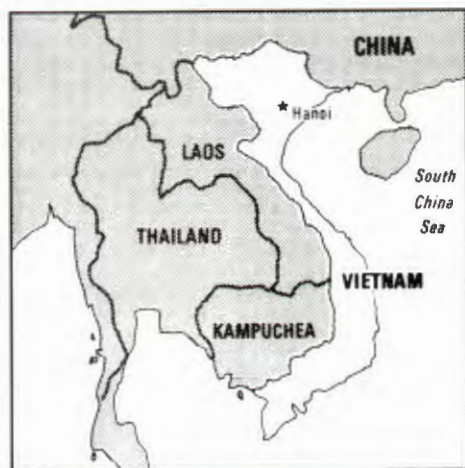 CHINA
Hanoi
LAOS
South
China
Sea
THAILAND
VIETNAM
KAMPUCHEA